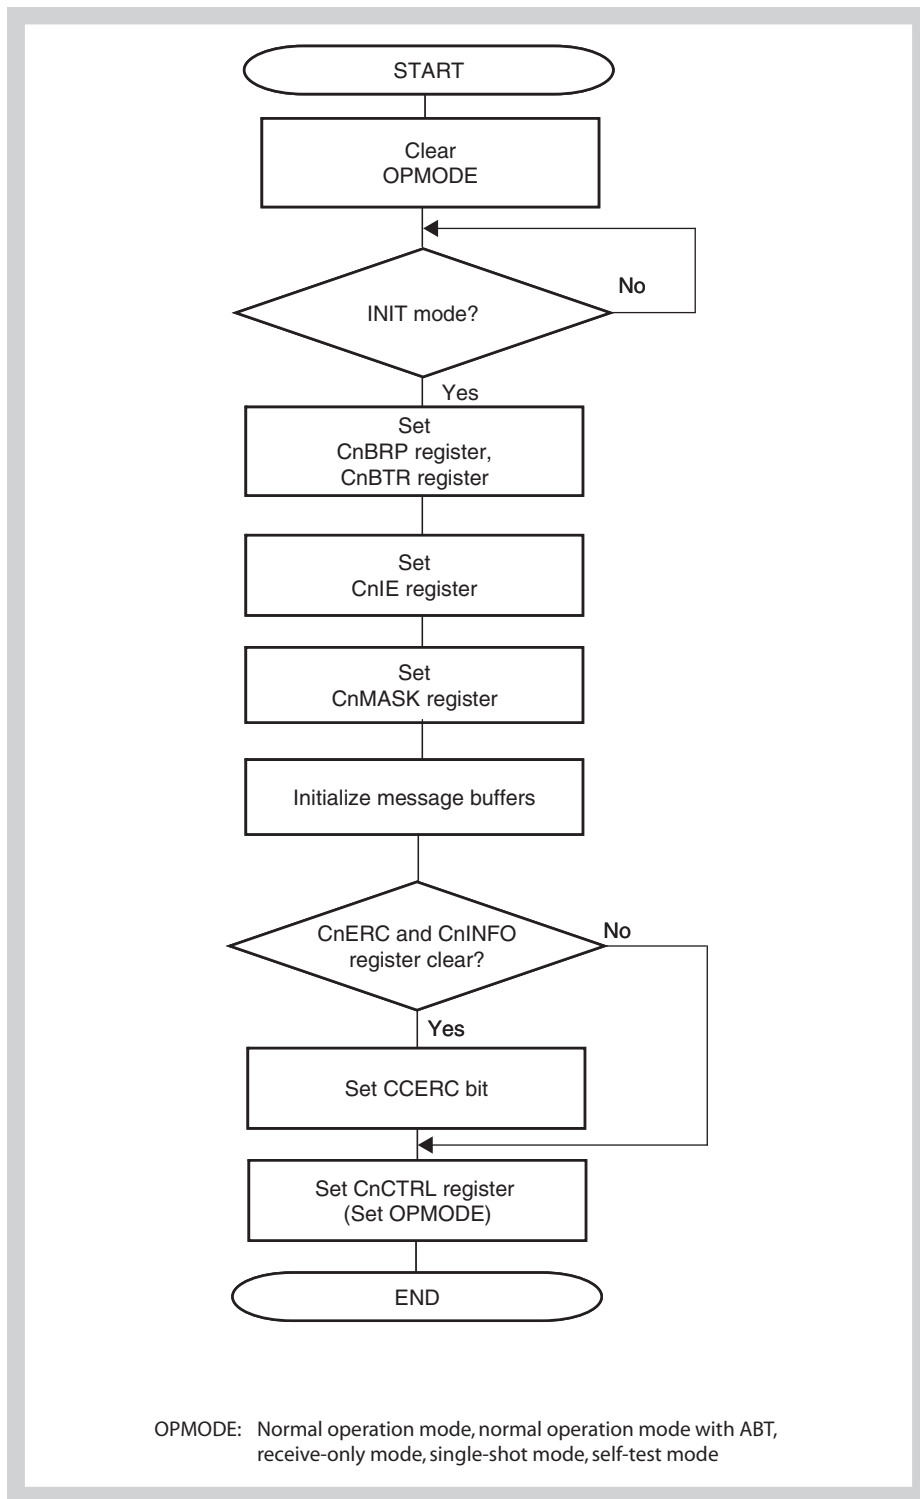 START
Clear
OPMODE
No
INIT mode?
Yes
Set
CnBRP register,
CnBTR register
Set
CnIE register
Set
CnMASK register
Initialize message buffers
CnERC and CnINFO
register clear?
No
Yes
Set CCERC bit
Set CnCTRL register
(Set OPMODE)
END
OPMODE: Normal operation mode, normal operation mode with ABT,
receive-only mode, single-shot mode, self-test mode